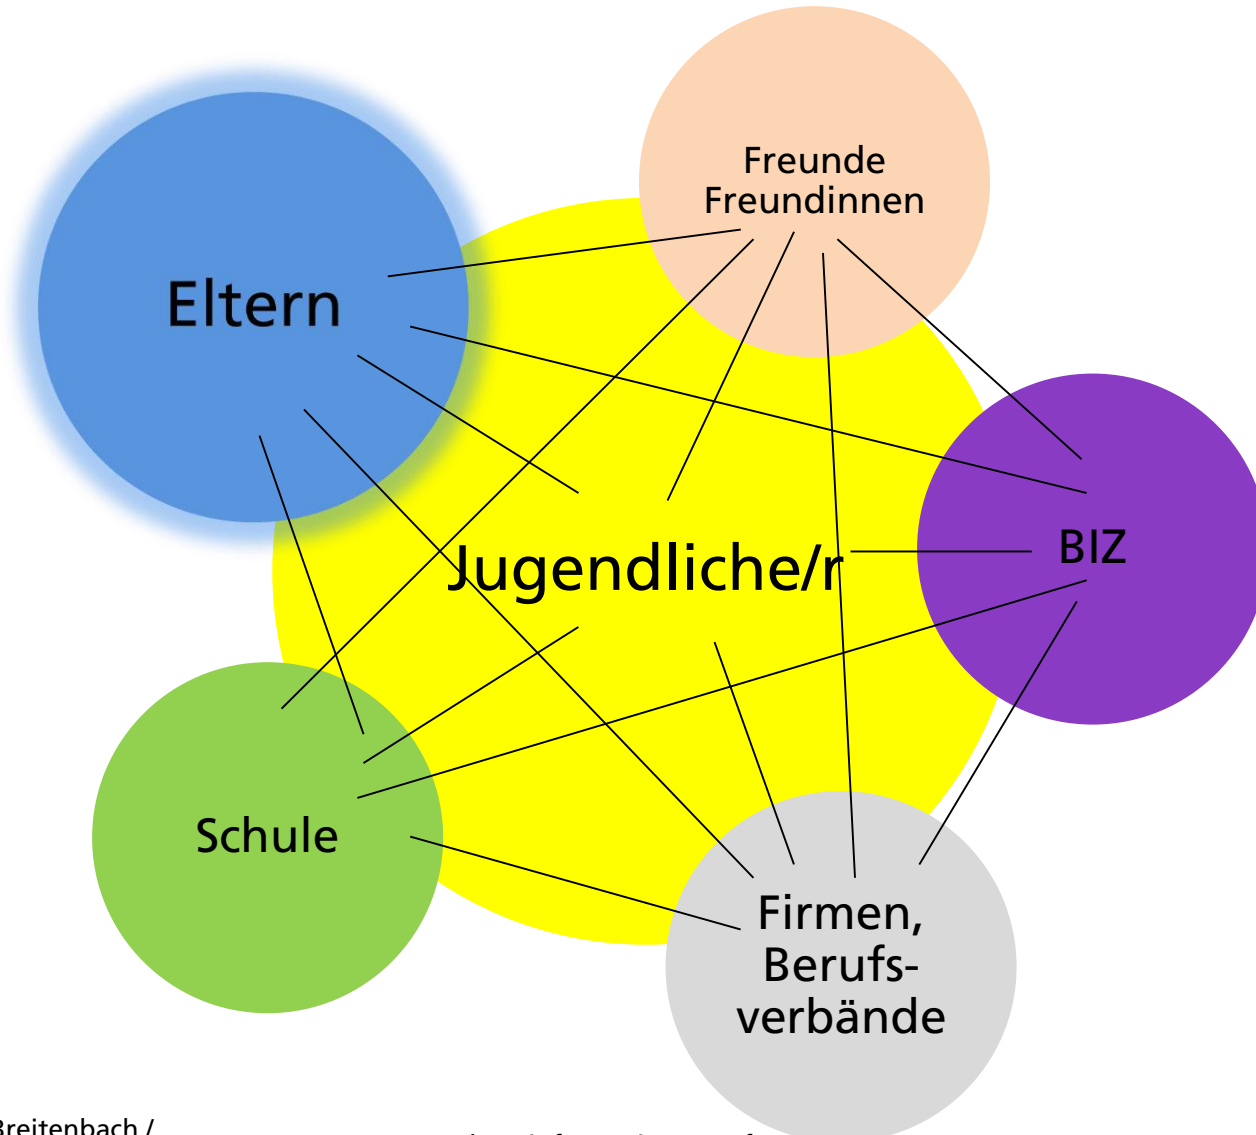 Freunde
Freundinnen
Eltern
BIZ
Jugendliche/r
Schule
Firmen,
Berufs-
verbände
Breitenbach /